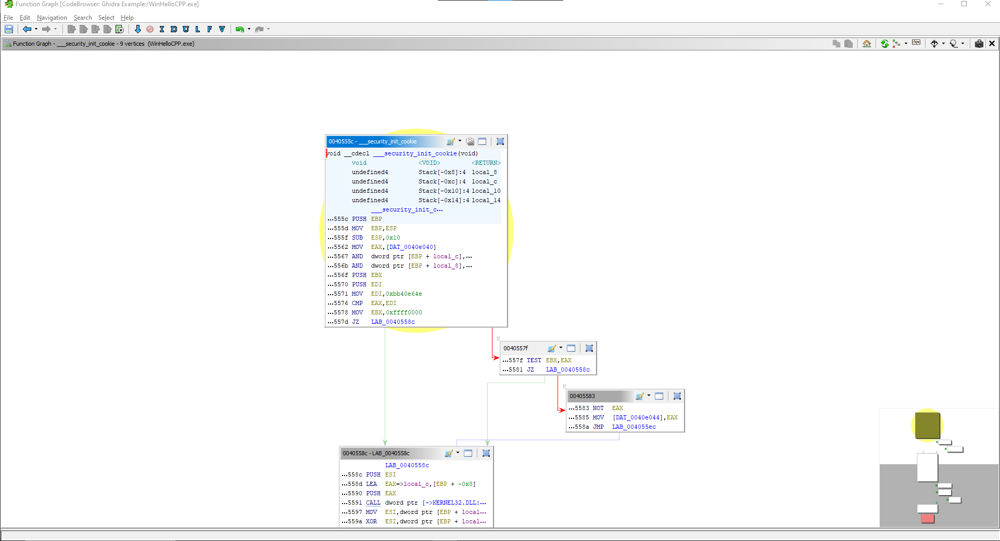 Function Graph [CodeBrowser: Ghidra Example:/WinHelloCPP.exe]
File Edit Navigation Search Select Help
I D U L F V
Function Graph - ___security_init_cookie - 9 vertices (WinHelloCPP.exe)
0040555c - ___security_init_cookie
void __cdecl ___security_init_cookie(void)
void <VOID> <RETURN>
undefined4 Stack[-0x8]:4 local_8
undefined4 Stack[-0xc]:4 local_c
undefined4 Stack[-0x10]:4 local_10
undefined4 Stack[-0x14]:4 local_14
___security_init_c...
...555c PUSH EBP
...555d MOV EBP,ESP
...555f SUB ESP,0x10
...5562 MOV EAX,[DAT_0040e040]
...5567 AND dword ptr [EBP + local_c],...
...556b AND dword ptr [EBP + local_8],...
...556f PUSH EBX
...5570 PUSH EDI
...5571 MOV EDI,0xbb40e64e
...5576 CMP EAX,EDI
...5578 MOV EBX,0xffff0000
...557d JZ LAB_0040558c
If
0040557f
...557f TEST EBX,EAX
...5581 JZ LAB_0040558c
If
00405583
...5583 NOT EAX
...5585 MOV [DAT_0040e044],EAX
...558a JMP LAB_004055ec
0040558c - LAB_0040558c
LAB_0040558c
...558c PUSH ESI
...558d LEA EAX=>local_c,[EBP + -0x8]
...5590 PUSH EAX
...5591 CALL dword ptr [->KERNEL32.DLL:...
...5597 MOV ESI,dword ptr [EBP + local...
...559a XOR ESI,dword ptr [EBP + local...